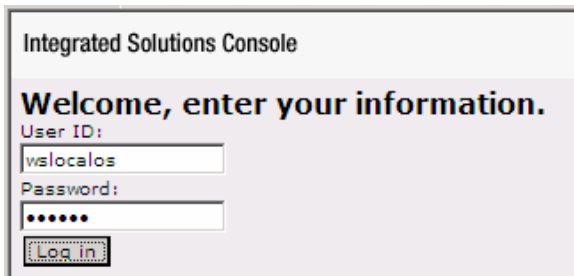 Integrated Solutions Console
Welcome, enter your information.
User ID:
wslocalos
Password:
••••••
Log in